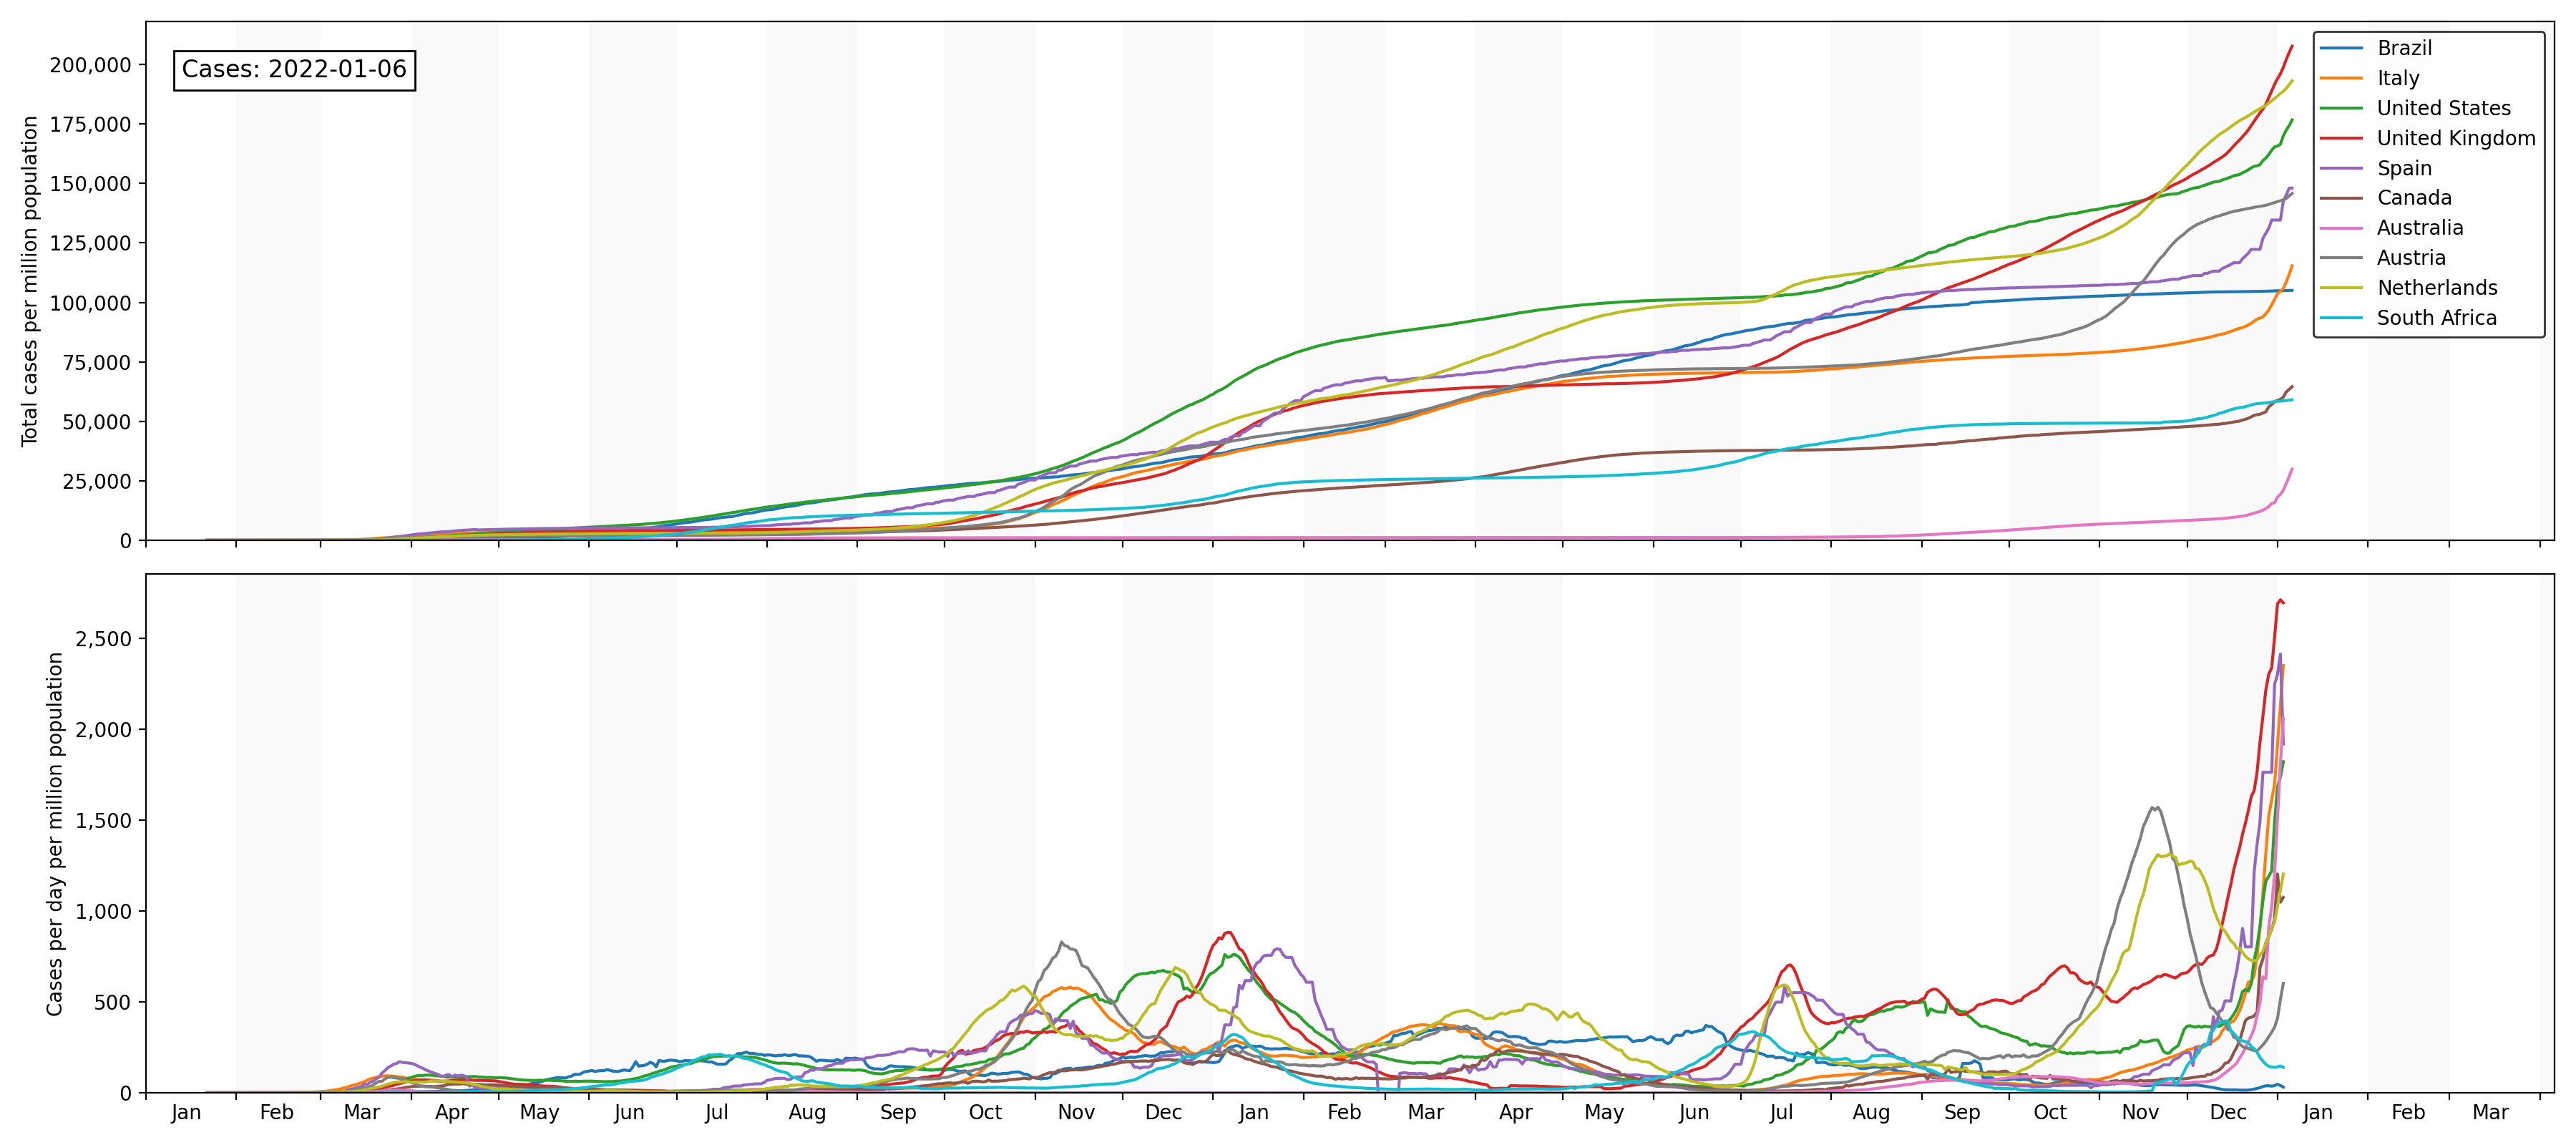 Cases: 2022-01-06
Total cases per million population
200,000
175,000
150,000
125,000
100,000
75,000
50,000
25,000
0
Brazil
Italy
United States
United Kingdom
Spain
Canada
Australia
Austria
Netherlands
South Africa
Cases per day per million population
2,500
2,000
1,500
1,000
500
0
Jan Feb Mar Apr May Jun Jul Aug Sep Oct Nov Dec Jan Feb Mar Apr May Jun Jul Aug Sep Oct Nov Dec Jan Feb Mar